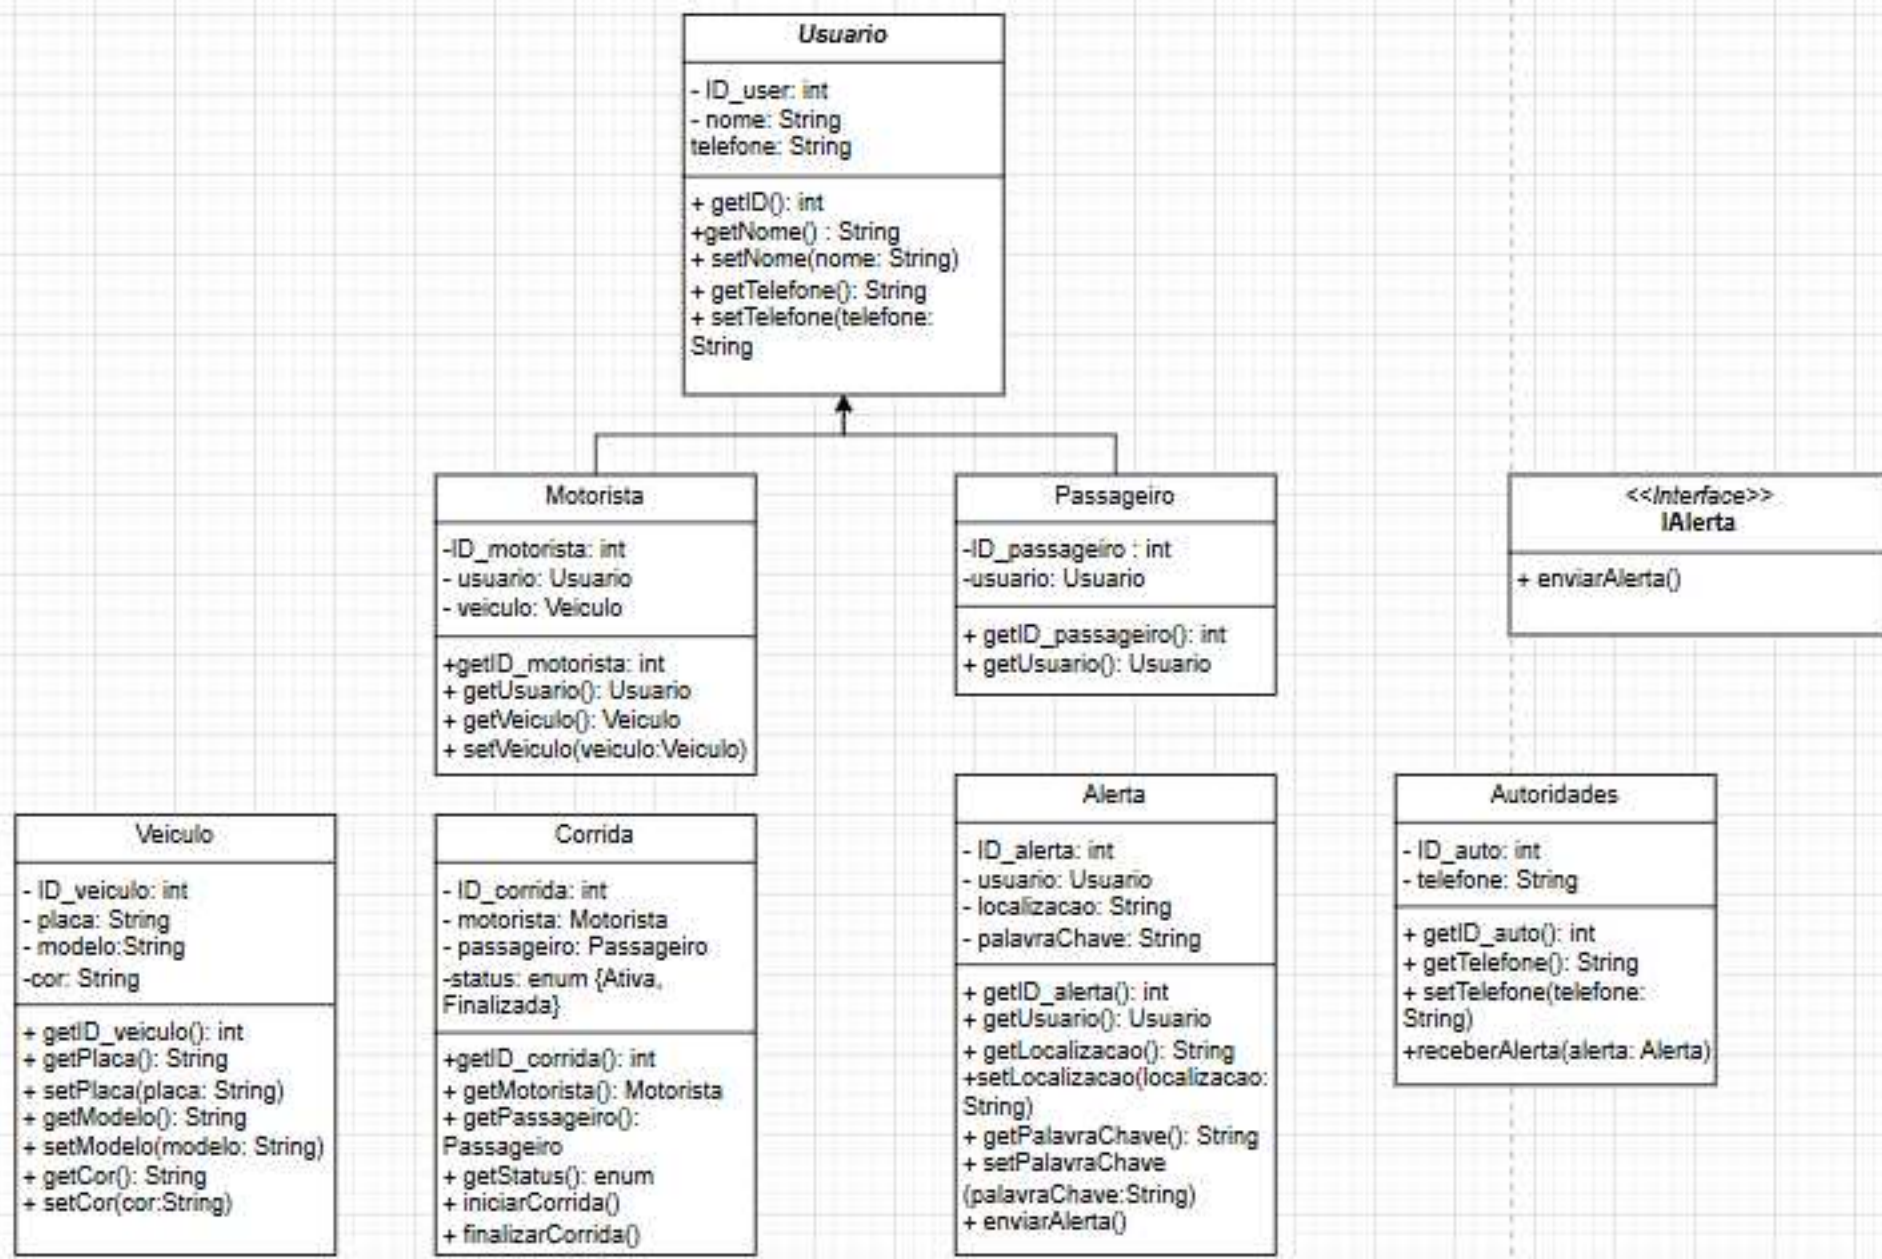 Usuario
- ID_user: int
- nome: String
telefone: String
+ getID(): int
+getNome() : String
+ setNome(nome: String)
+ getTelefone(): String
+ setTelefone(telefone:
String
Motorista
-ID_motorista: int
- usuario: Usuario
- veiculo: Veiculo
+getID_motorista: int
+ getUsuario(): Usuario
+ getVeiculo(): Veiculo
+ setVeiculo(veiculo:Veiculo)
Passageiro
-ID_passageiro : int
-usuario: Usuario
+ getID_passageiro(): int
+ getUsuario(): Usuario
<<Interface>>
IAlerta
+ enviarAlerta()
Veiculo
- ID_veiculo: int
- placa: String
- modelo:String
-cor: String
+ getID_veiculo(): int
+ getPlaca(): String
+ setPlaca(placa: String)
+ getModelo(): String
+ setModelo(modelo: String)
+ getCor(): String
+ setCor(cor:String)
Corrida
- ID_corrida: int
- motorista: Motorista
- passageiro: Passageiro
-status: enum {Ativa,
Finalizada}
+getID_corrida(): int
+ getMotorista(): Motorista
+ getPassageiro():
Passageiro
+ getStatus(): enum
+ iniciarCorrida()
+ finalizarCorrida()
Alerta
- ID_alerta: int
- usuario: Usuario
- localizacao: String
- palavraChave: String
+ getID_alerta(): int
+ getUsuario(): Usuario
+ getLocalizacao(): String
+setLocalizacao(localizacao:
String)
+ getPalavraChave(): String
+ setPalavraChave
(palavraChave:String)
+ enviarAlerta()
Autoridades
- ID_auto: int
- telefone: String
+ getID_auto(): int
+ getTelefone(): String
+ setTelefone(telefone:
String)
+receberAlerta(alerta: Alerta)